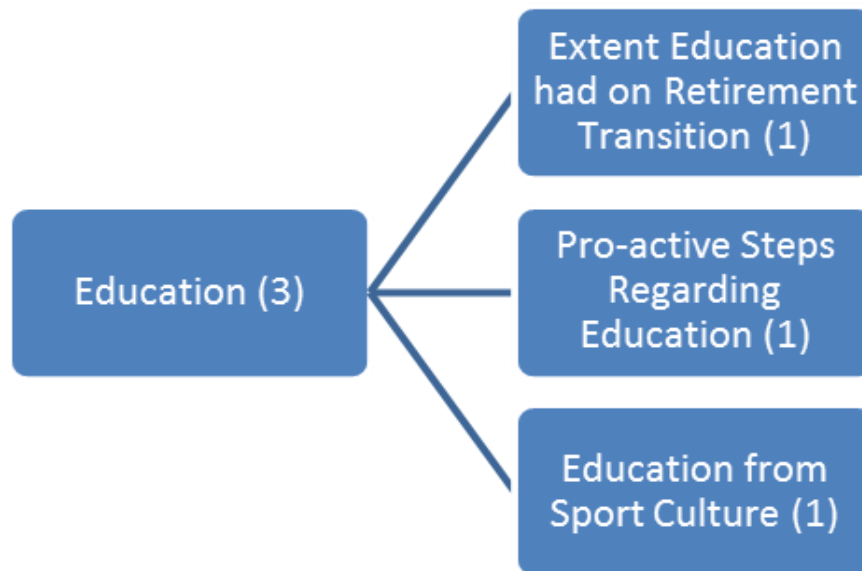 Education (3)
Extent Education
had on Retirement
Transition (1)
Pro-active Steps
Regarding
Education (1)
Education from
Sport Culture (1)